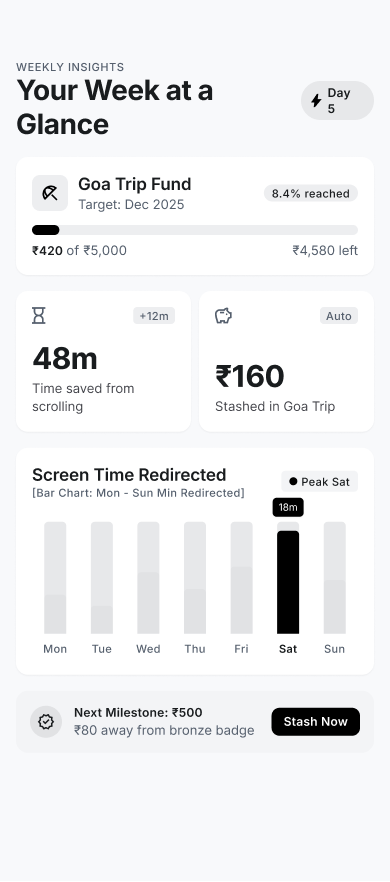 WEEKLY INSIGHTS
Your Week at a
Glance
Day
5
Goa Trip Fund
Target: Dec 2025
8.4% reached
₹420 of ₹5,000
₹4,580 left
+12m
48m
Time saved from
scrolling
Auto
₹160
Stashed in Goa Trip
Screen Time Redirected
[Bar Chart: Mon - Sun Min Redirected]
Peak Sat
18m
Mon Tue Wed Thu Fri Sat Sun
Next Milestone: ₹500
₹80 away from bronze badge
Stash Now